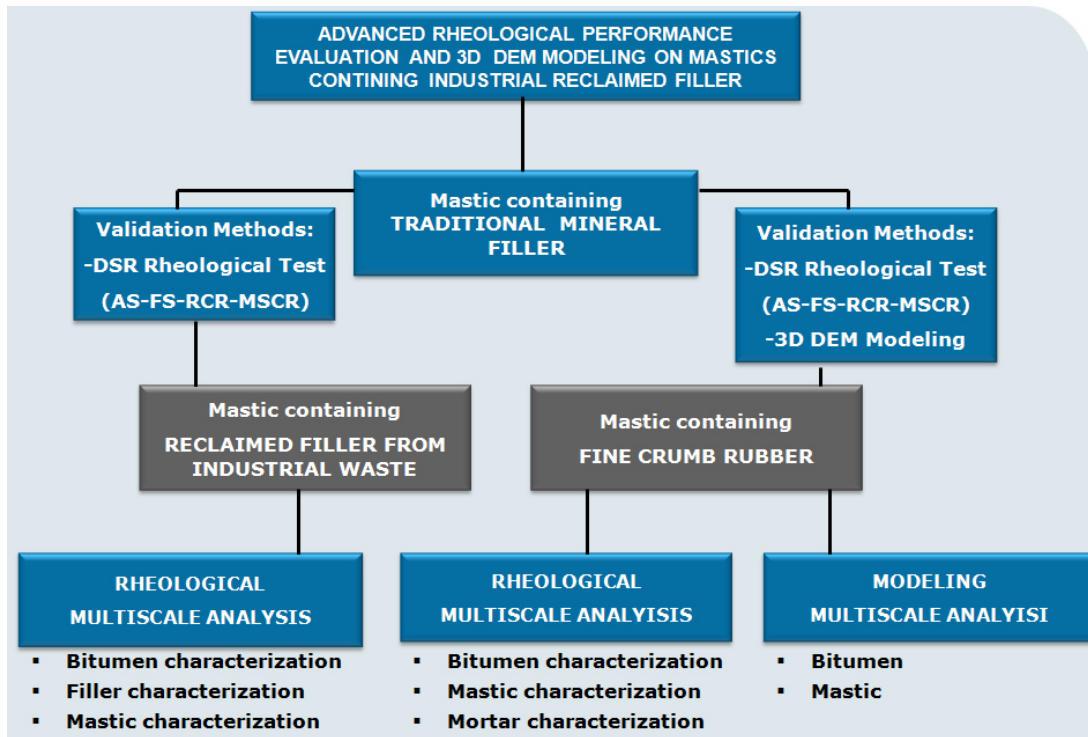 ADVANCED RHEOLOGICAL PERFORMANCE
EVALUATION AND 3D DEM MODELING ON MASTICS
CONTINING INDUSTRIAL RECLAIMED FILLER
Mastic containing
TRADITIONAL MINERAL
FILLER
Validation Methods:
-DSR Rheological Test
(AS-FS-RCR-MSCR)
Validation Methods:
-DSR Rheological Test
(AS-FS-RCR-MSCR)
-3D DEM Modeling
Mastic containing
RECLAIMED FILLER FROM
INDUSTRIAL WASTE
Mastic containing
FINE CRUMB RUBBER
RHEOLOGICAL
MULTISCALE ANALYSIS
▪ Bitumen characterization
▪ Filler characterization
▪ Mastic characterization
RHEOLOGICAL
MULTISCALE ANALYISIS
▪ Bitumen characterization
▪ Mastic characterization
▪ Mortar characterization
MODELING
MULTISCALE ANALYISI
▪ Bitumen
▪ Mastic